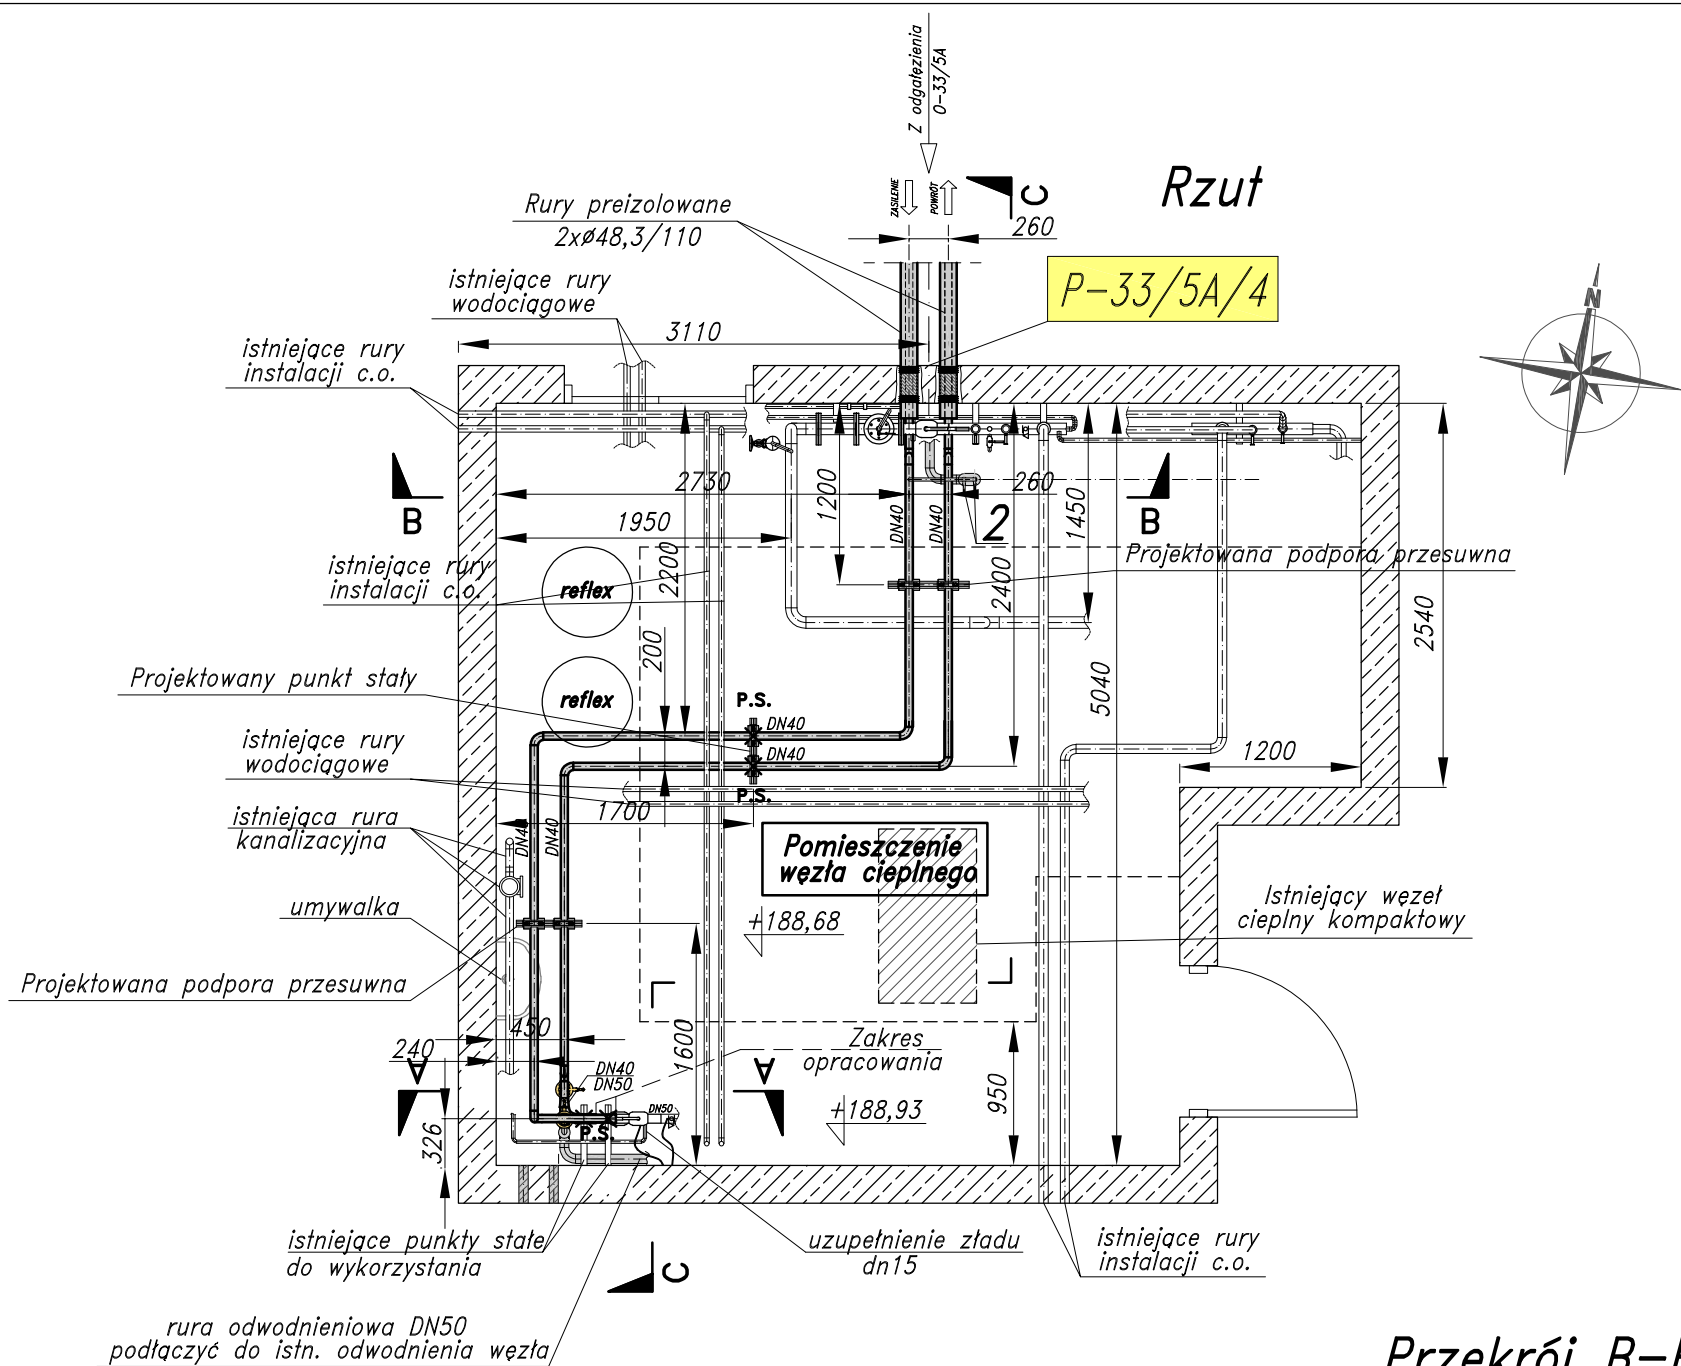 Z odgałęzienia
O-33/5A
Rzut
ZASILENIE
POWRÓT
C
260
Rury preizolowane
2xø48,3/110
P-33/5A/4
N
istniejące rury
wodociągowe
3110
istniejące rury
instalacji c.o.
B
2730
1200
260
1450
B
1950
DN40
DN40
2
istniejące rury
instalacji c.o.
reflex
2200
2400
Projektowana podpora przesuwna
2540
200
5040
Projektowany punkt stały
reflex
P.S.
DN40
istniejące rury
wodociągowe
DN40
1200
P.S.
1700
istniejąca rura
kanalizacyjna
DN40
DN40
Pomieszczenie
węzła cieplnego
Istniejący węzeł
cieplny kompaktowy
umywalka
+188,68
Projektowana podpora przesuwna
450
240
1600
Zakres
opracowania
950
A
DN40
DN50
A
DN50
+188,93
P.S.
326
istniejące punkty stałe
do wykorzystania
C
uzupełnienie zładu
dn15
istniejące rury
instalacji c.o.
rura odwodnieniowa DN50
podłączyć do istn. odwodnienia węzła
Przekrój B-